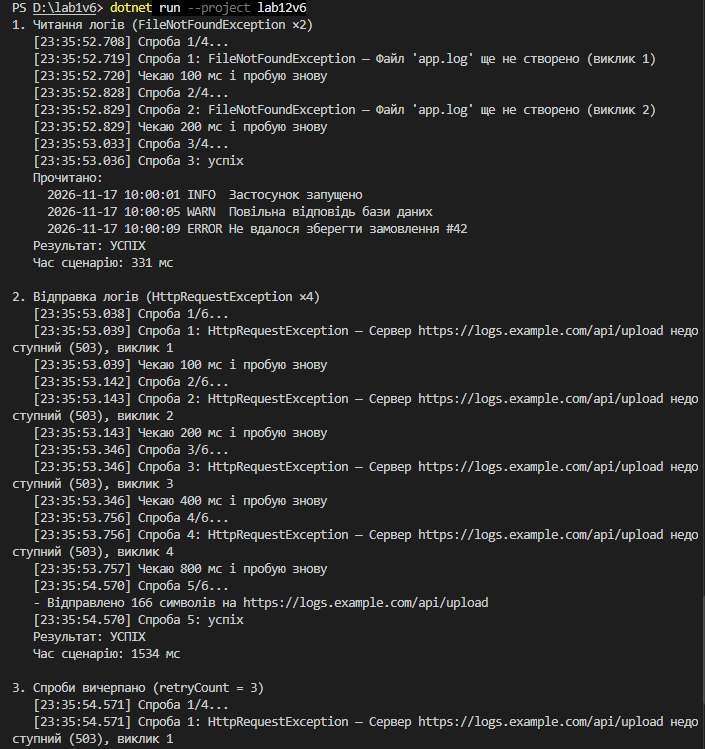 PS D:\lab1v6> dotnet run --project lab12v6
1. Читання логів (FileNotFoundException ×2)
[23:35:52.708] Спроба 1/4...
[23:35:52.719] Спроба 1: FileNotFoundException — Файл 'app.log' ще не створено (виклик 1)
[23:35:52.720] Чекаю 100 мс і пробую знову
[23:35:52.828] Спроба 2/4...
[23:35:52.829] Спроба 2: FileNotFoundException — Файл 'app.log' ще не створено (виклик 2)
[23:35:52.829] Чекаю 200 мс і пробую знову
[23:35:53.033] Спроба 3/4...
[23:35:53.036] Спроба 3: успіх
Прочитано:
2026-11-17 10:00:01 INFO  Застосунок запущено
2026-11-17 10:00:05 WARN  Повільна відповідь бази даних
2026-11-17 10:00:09 ERROR Не вдалося зберегти замовлення #42
Результат: УСПІХ
Час сценарію: 331 мс
2. Відправка логів (HttpRequestException ×4)
[23:35:53.038] Спроба 1/6...
[23:35:53.039] Спроба 1: HttpRequestException — Сервер https://logs.example.com/api/upload недо
ступний (503), виклик 1
[23:35:53.039] Чекаю 100 мс і пробую знову
[23:35:53.142] Спроба 2/6...
[23:35:53.143] Спроба 2: HttpRequestException — Сервер https://logs.example.com/api/upload недо
ступний (503), виклик 2
[23:35:53.143] Чекаю 200 мс і пробую знову
[23:35:53.346] Спроба 3/6...
[23:35:53.346] Спроба 3: HttpRequestException — Сервер https://logs.example.com/api/upload недо
ступний (503), виклик 3
[23:35:53.346] Чекаю 400 мс і пробую знову
[23:35:53.756] Спроба 4/6...
[23:35:53.756] Спроба 4: HttpRequestException — Сервер https://logs.example.com/api/upload недо
ступний (503), виклик 4
[23:35:53.757] Чекаю 800 мс і пробую знову
[23:35:54.570] Спроба 5/6...
- Відправлено 166 символів на https://logs.example.com/api/upload
[23:35:54.570] Спроба 5: успіх
Результат: УСПІХ
Час сценарію: 1534 мс
3. Спроби вичерпано (retryCount = 3)
[23:35:54.571] Спроба 1/4...
[23:35:54.571] Спроба 1: HttpRequestException — Сервер https://logs.example.com/api/upload недо
ступний (503), виклик 1